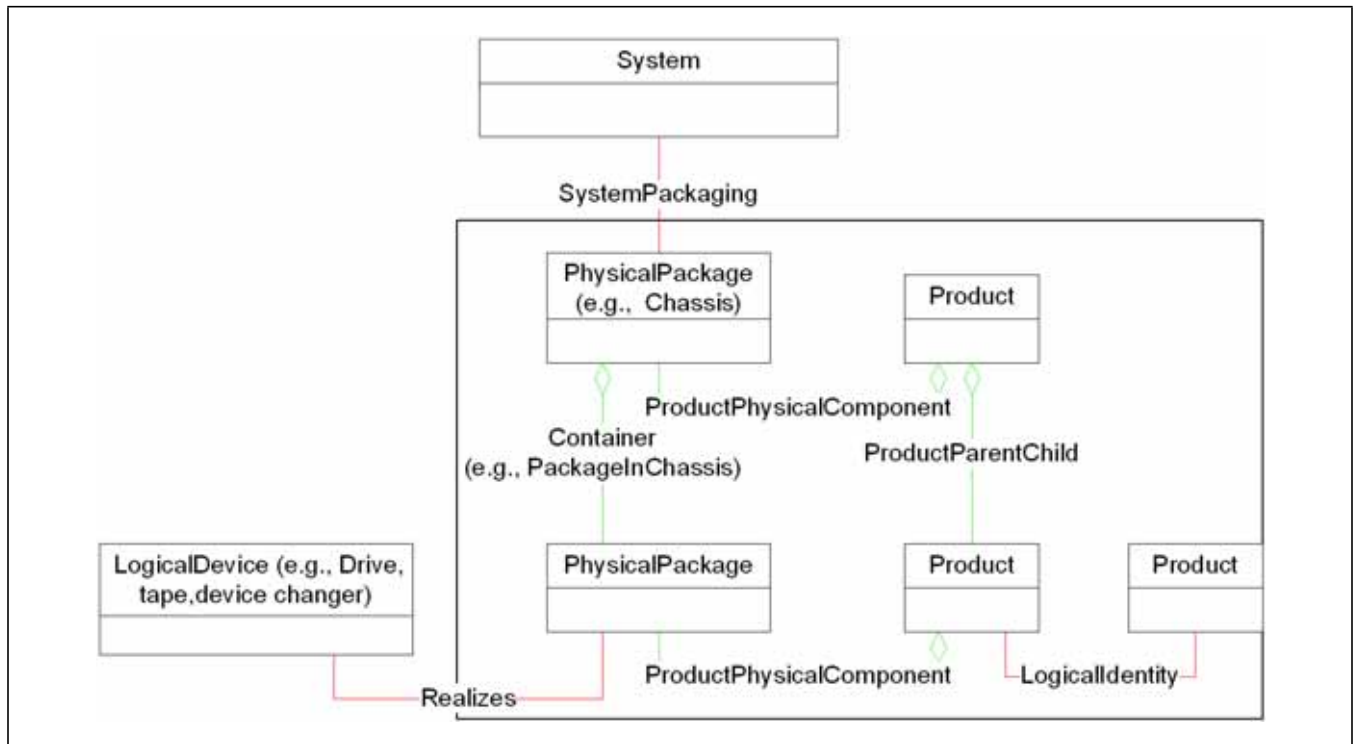 System
SystemPackaging
PhysicalPackage
(e.g., Chassis)
Product
ProductPhysicalComponent
Container
(e.g., PackageInChassis)
ProductParentChild
LogicalDevice (e.g., Drive,
tape,device changer)
PhysicalPackage
Product
Product
ProductPhysicalComponent
LogicalIdentity
Realizes